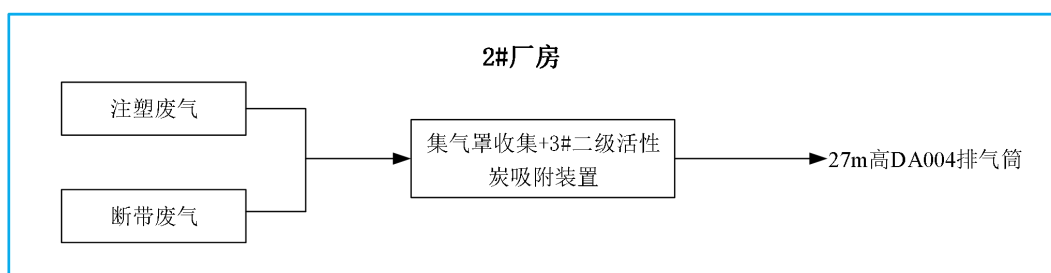 2#厂房
注塑废气
集气罩收集+3#二级活性
炭吸附装置
27m高DA004排气筒
断带废气